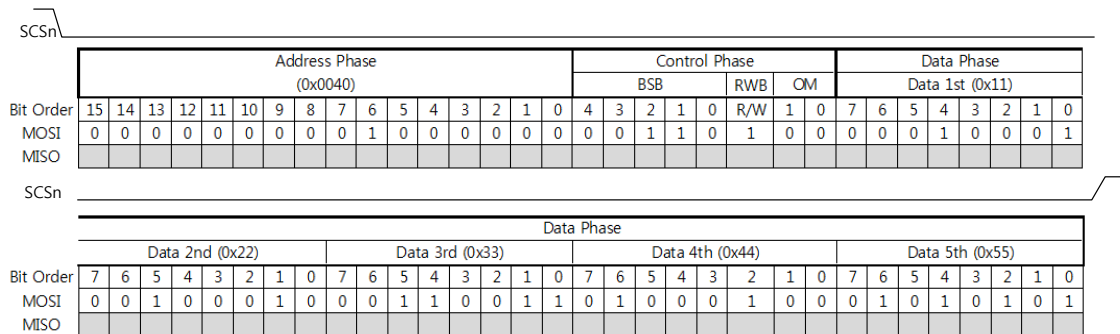 SCSn
Address Phase Control Phase Data Phase
(0x0040) BSB RWB OM Data 1st (0x11)
Bit Order 15 14 13 12 11 10 9 8 7 6 5 4 3 2 1 0 4 3 2 1 0 R/W 1 0 7 6 5 4 3 2 1 0
MOSI 0 0 0 0 0 0 0 0 0 1 0 0 0 0 0 0 0 0 1 1 0 1 0 0 0 0 0 1 0 0 0 1
MISO
SCSn
Data Phase
Data 2nd (0x22) Data 3rd (0x33) Data 4th (0x44) Data 5th (0x55)
Bit Order 7 6 5 4 3 2 1 0 7 6 5 4 3 2 1 0 7 6 5 4 3 2 1 0 7 6 5 4 3 2 1 0
MOSI 0 0 1 0 0 0 1 0 0 0 1 1 0 0 1 1 0 1 0 0 0 1 0 0 0 1 0 1 0 1 0 1
MISO